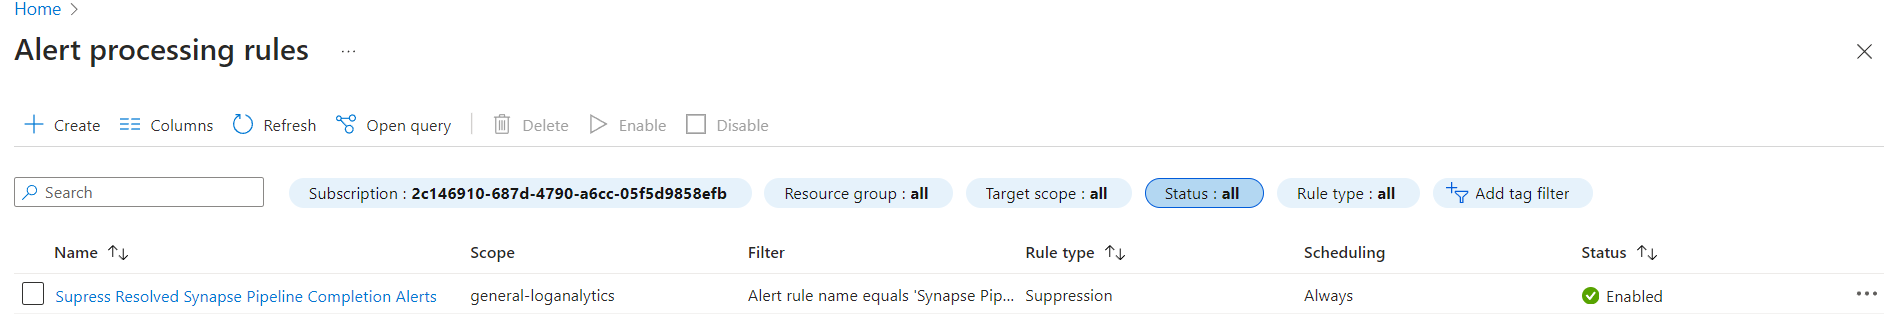 Home
Alert processing rules ...
Create Columns Refresh Open query Delete Enable Disable
Search Subscription : 2c146910-687d-4790-a6cc-05f5d9858efb Resource group : all Target scope : all Status : all Rule type : all Add tag filter
Name Scope Filter Rule type Scheduling Status
Supress Resolved Synapse Pipeline Completion Alerts general-loganalytics Alert rule name equals 'Synapse Pip... Suppression Always Enabled ...